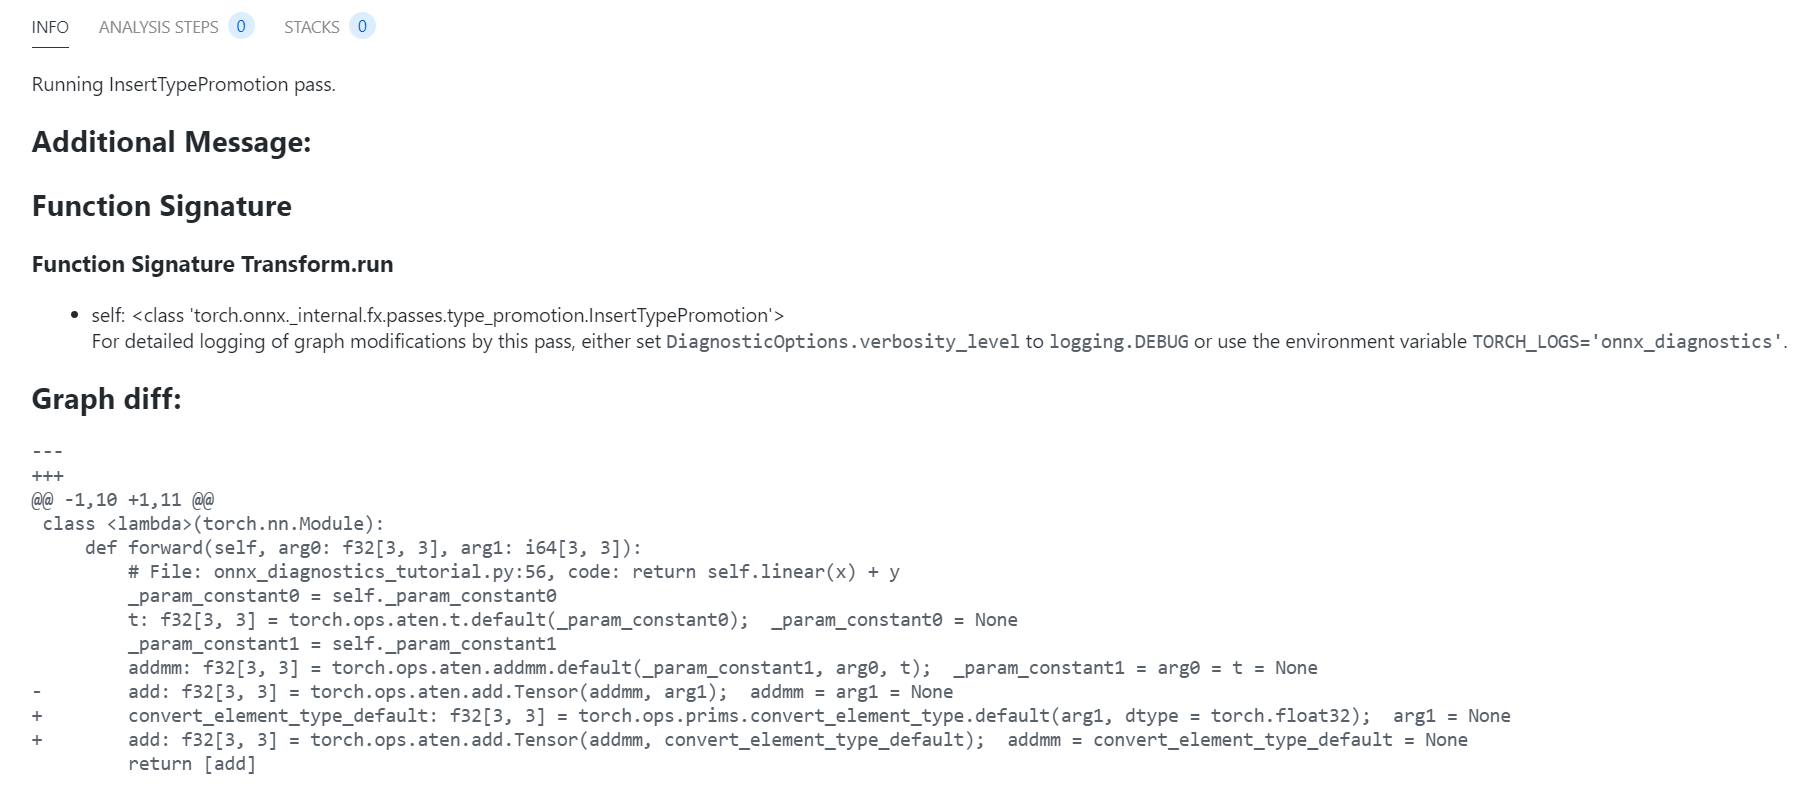 INFO ANALYSIS STEPS 0 STACKS 0
Running InsertTypePromotion pass.
Additional Message:
Function Signature
Function Signature Transform.run
• self: <class 'torch.onnx._internal.fx.passes.type_promotion.InsertTypePromotion'>
For detailed logging of graph modifications by this pass, either set DiagnosticOptions.verbosity_level to logging.DEBUG or use the environment variable TORCH_LOGS='onnx_diagnostics'.
Graph diff:
---
+++
@@ -1,10 +1,11 @@
 class <lambda>(torch.nn.Module):
     def forward(self, arg0: f32[3, 3], arg1: i64[3, 3]):
         # File: onnx_diagnostics_tutorial.py:56, code: return self.linear(x) + y
         _param_constant0 = self._param_constant0
         t: f32[3, 3] = torch.ops.aten.t.default(_param_constant0);  _param_constant0 = None
         _param_constant1 = self._param_constant1
         addmm: f32[3, 3] = torch.ops.aten.addmm.default(_param_constant1, arg0, t);  _param_constant1 = arg0 = t = None
-        add: f32[3, 3] = torch.ops.aten.add.Tensor(addmm, arg1);  addmm = arg1 = None
+        convert_element_type_default: f32[3, 3] = torch.ops.prims.convert_element_type.default(arg1, dtype = torch.float32);  arg1 = None
+        add: f32[3, 3] = torch.ops.aten.add.Tensor(addmm, convert_element_type_default);  addmm = convert_element_type_default = None
         return [add]